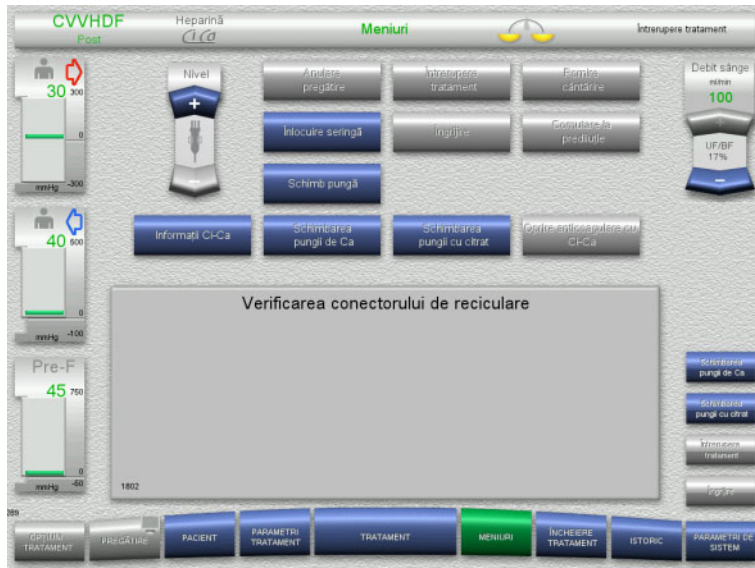 CVVHDF
Post
Heparină
CiCa
Meniuri
Întrerupere tratament
30
300
0
mmHg -300
Nivel
+
−
Anulare
pregătire
Întrerupere
tratament
Pornire
cântărire
Înlocuire seringă
Îngrijire
Comutare la
prediluție
Schimb pungă
Debit sânge
ml/min
100
+
UF/BF
17%
−
40
500
0
mmHg -100
Informații Ci-Ca
Schimbarea
pungii de Ca
Schimbarea
pungii cu citrat
Oprire anticoagulare cu
Ci-Ca
Verificarea conectorului de reciculare
1802
Pre-F
45
750
0
mmHg -50
Schimbarea
pungii de Ca
Schimbarea
pungii cu citrat
Întrerupere
tratament
Îngrijire
289
OPȚIUNI
TRATAMENT
PREGĂTIRE
PACIENT
PARAMETRI
TRATAMENT
TRATAMENT
MENIURI
ÎNCHEIERE
TRATAMENT
ISTORIC
PARAMETRI DE
SISTEM